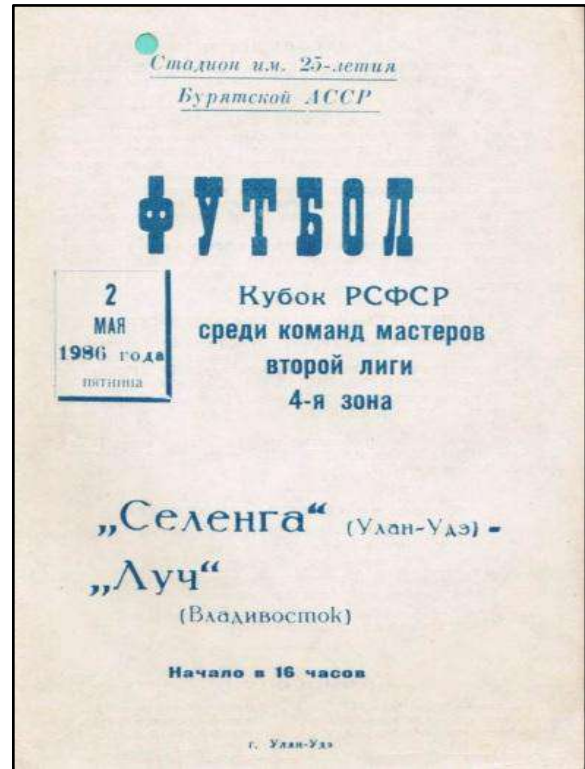 Стадион им. 25-летия
Бурятской АССР
ФУТБОЛ
2
МАЯ
1986 года
пятница
Кубок РСФСР
среди команд мастеров
второй лиги
4-я зона
„Селенга“ (Улан-Удэ) -
„Луч“
(Владивосток)
Начало в 16 часов
г. Улан-Удэ